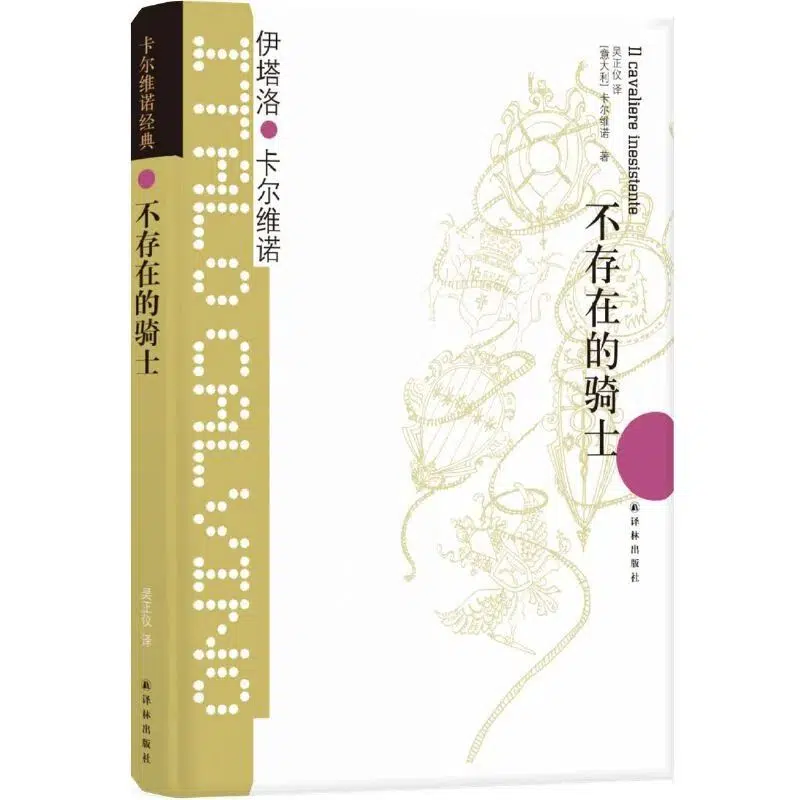 卡尔维诺经典
不存在的骑士
吴正仪 译
译林出版社
ITALO CALVINO
伊塔洛●卡尔维诺
Il cavaliere inesistente
[意大利] 卡尔维诺 著
吴正仪 译
不存在的骑士
译林出版社